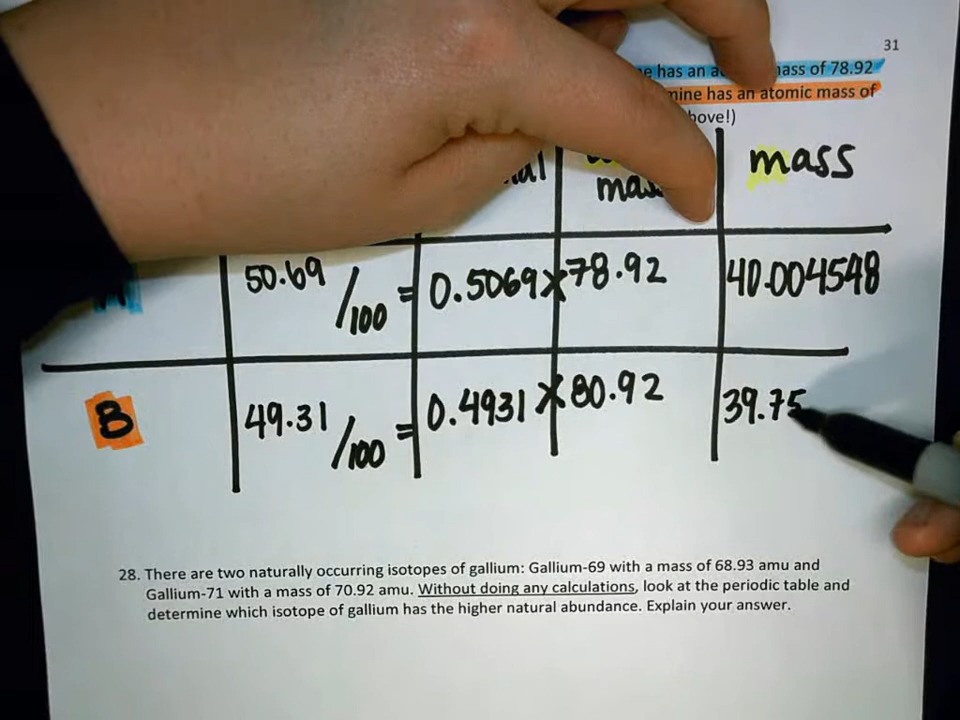 31
has an mass of 78.92
has an atomic mass of
mass
50.69 /100 = 0.5069 × 78.92 40.004548
B 49.31 /100 = 0.4931 × 80.92 39.75
28. There are two naturally occurring isotopes of gallium: Gallium-69 with a mass of 68.93 amu and
Gallium-71 with a mass of 70.92 amu. Without doing any calculations, look at the periodic table and
determine which isotope of gallium has the higher natural abundance. Explain your answer.